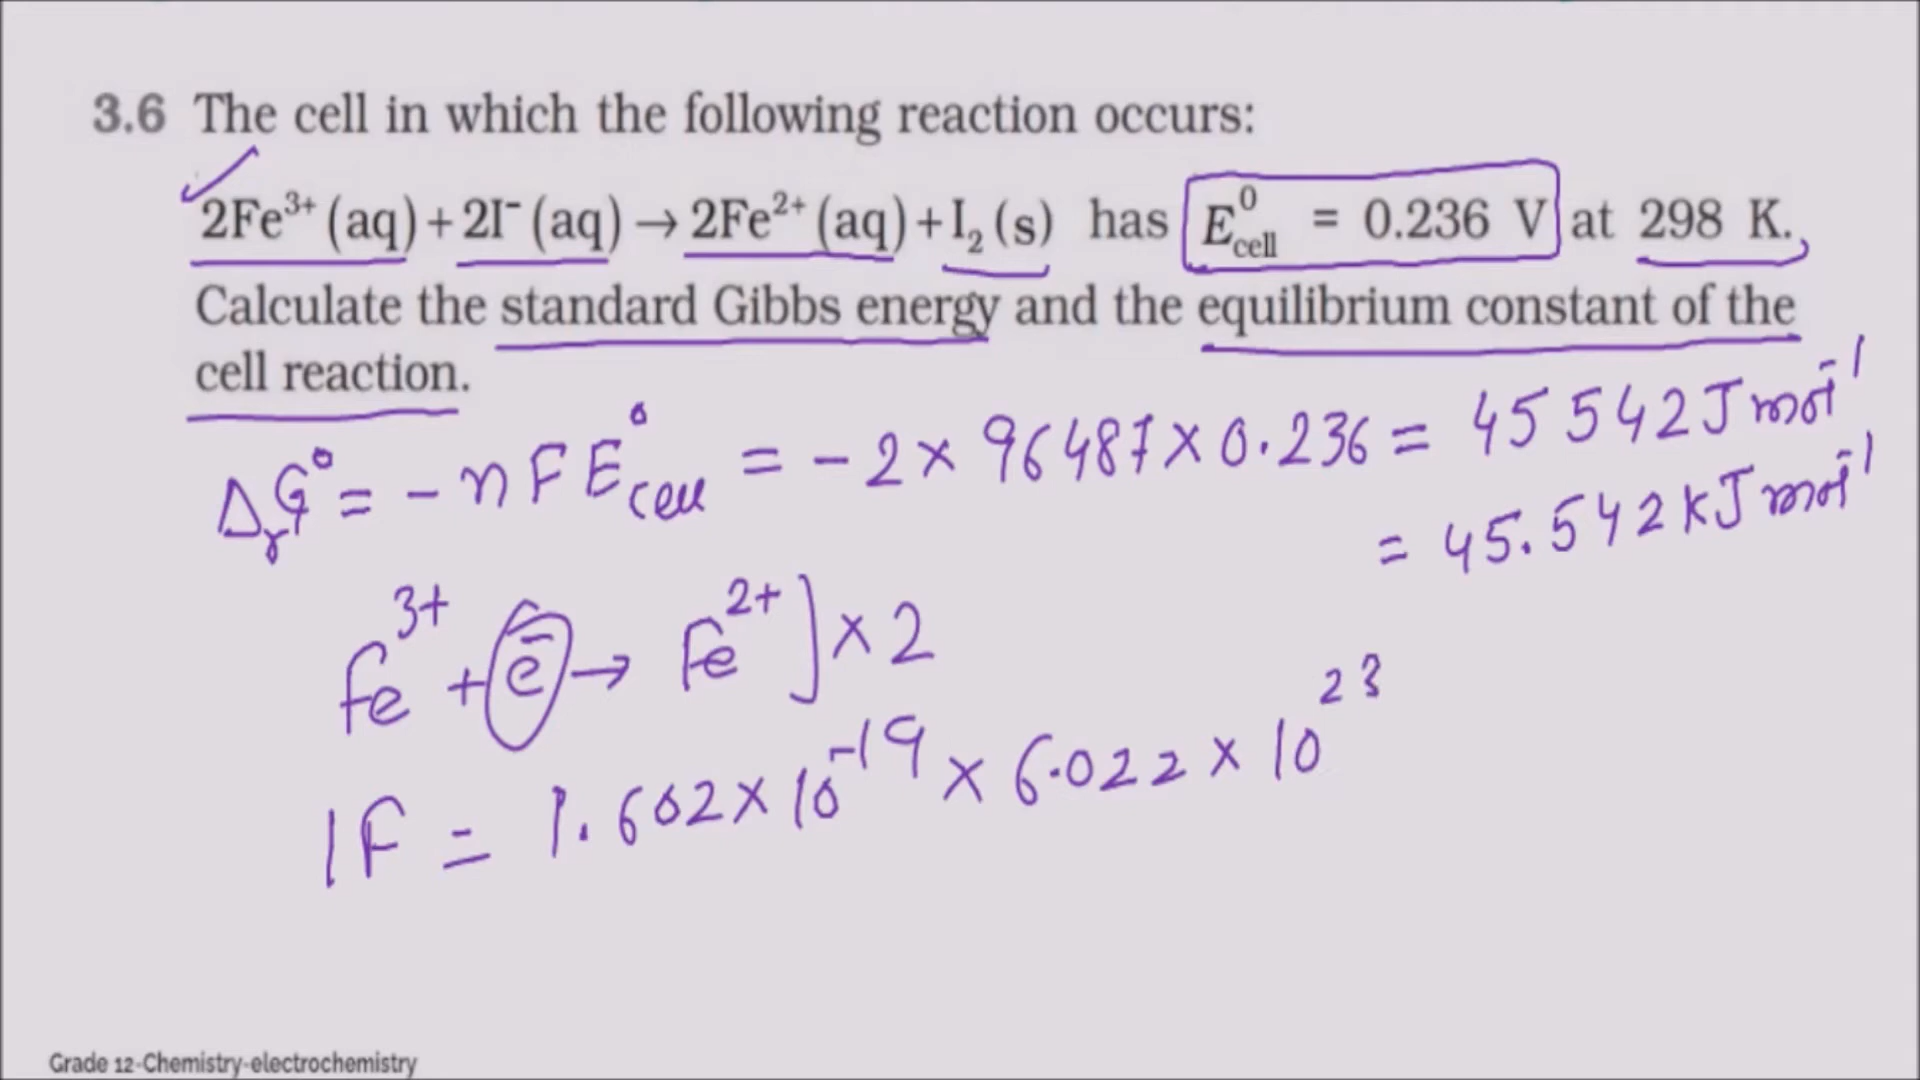 3.6 The cell in which the following reaction occurs:
2Fe³⁺ (aq) + 2I⁻ (aq) → 2Fe²⁺ (aq) + I₂ (s) has E⁰cell = 0.236 V at 298 K.
Calculate the standard Gibbs energy and the equilibrium constant of the
cell reaction.
ΔᵣG° = − nFE°cell = − 2 × 96487 × 0.236 = 45542 J mol⁻¹
= 45.542 kJ mol⁻¹
Fe³⁺ + e⁻ → Fe²⁺ ] × 2
1F = 1.602 × 10⁻¹⁹ × 6.022 × 10²³
Grade 12-Chemistry-electrochemistry